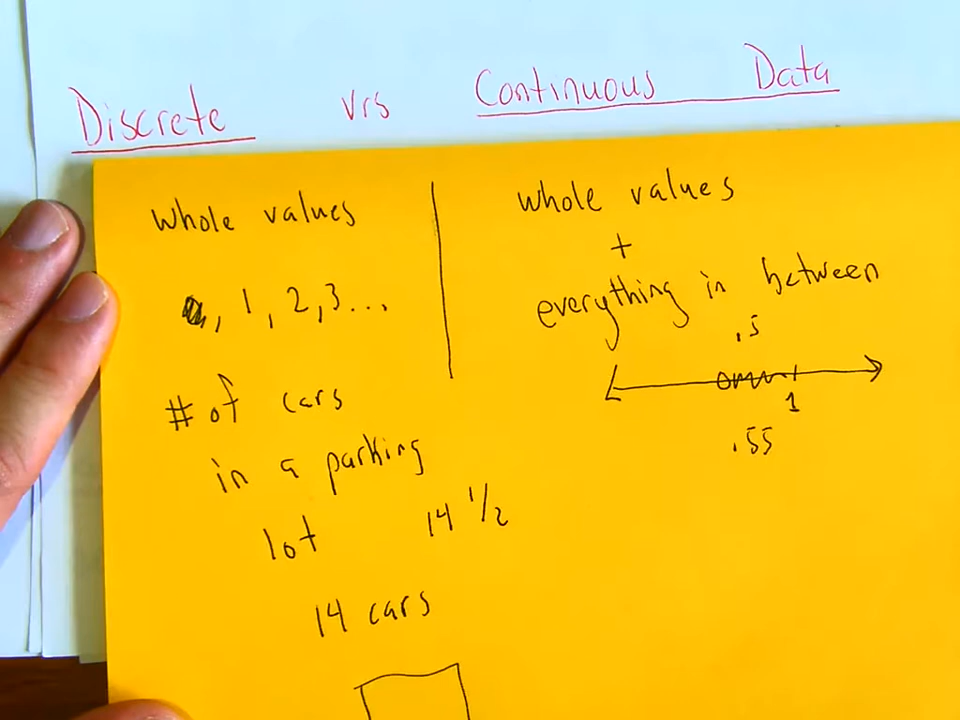 Discrete vrs Continuous Data
whole values
, 1, 2, 3...
# of cars
in a parking
lot 14 1/2
14 cars
whole values
+
everything in between
.5
1
.55